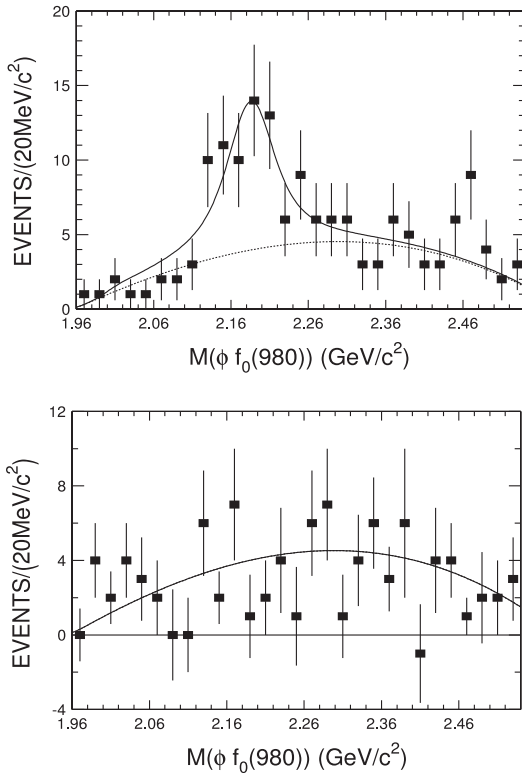 20
15
10
5
0
EVENTS/(20MeV/c²)
1.96 2.06 2.16 2.26 2.36 2.46
M(ϕ f₀(980)) (GeV/c²)
12
8
4
0
-4
EVENTS/(20MeV/c²)
1.96 2.06 2.16 2.26 2.36 2.46
M(ϕ f₀(980)) (GeV/c²)